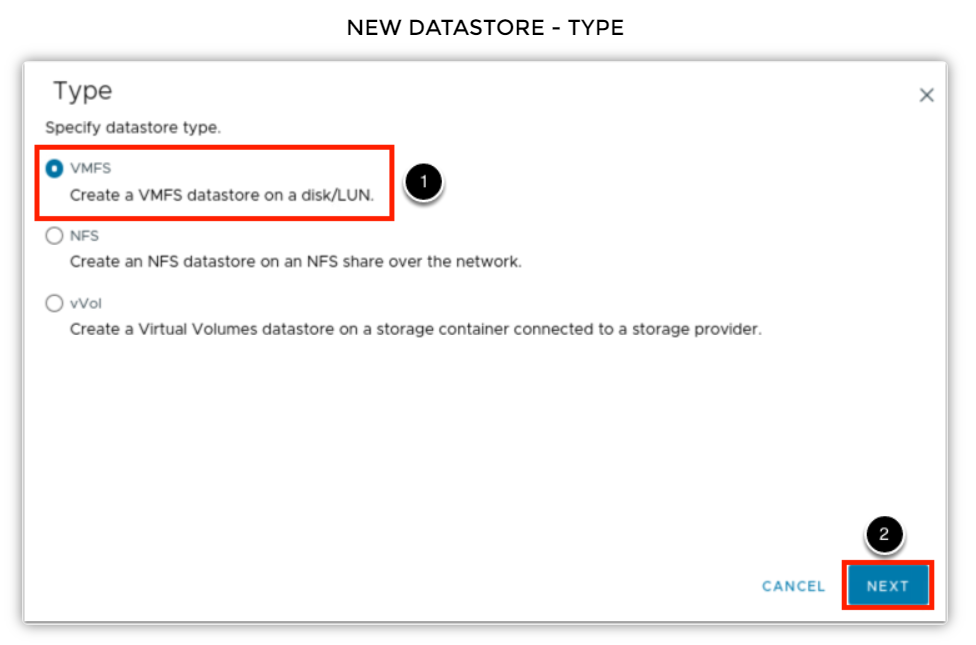 NEW DATASTORE - TYPE
Type
Specify datastore type.
VMFS
Create a VMFS datastore on a disk/LUN.
1
NFS
Create an NFS datastore on an NFS share over the network.
vVol
Create a Virtual Volumes datastore on a storage container connected to a storage provider.
2
CANCEL NEXT